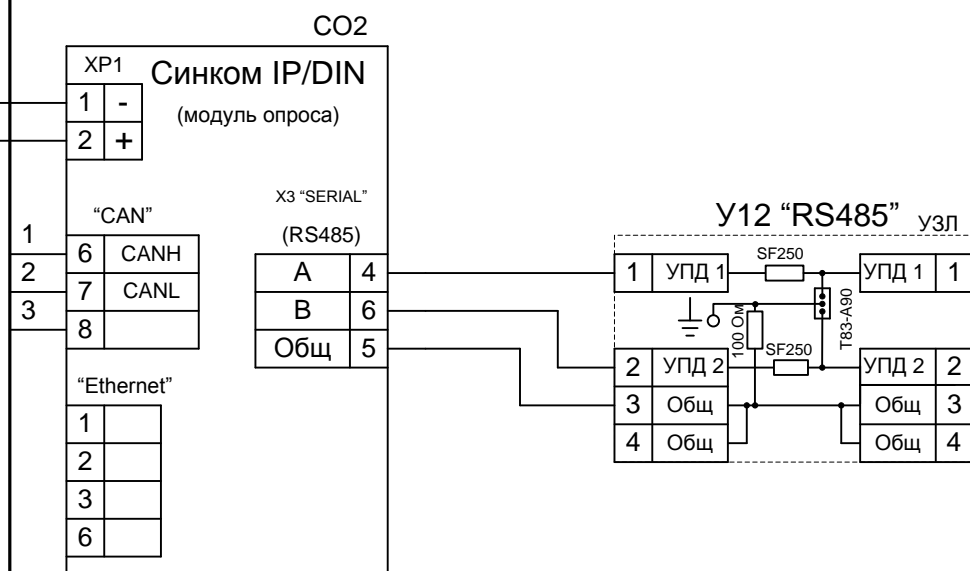 CO2
XP1
Синком IP/DIN
(модуль опроса)
1 -
2 +
X3 “SERIAL”
(RS485)
“CAN”
1
2
3
6 CANH
7 CANL
8
A 4
B 6
Общ 5
“Ethernet”
1
2
3
6
У12 “RS485” УЗЛ
1 УПД 1 SF250 УПД 1 1
100 Ом
T83-A90
2 УПД 2 SF250 УПД 2 2
3 Общ Общ 3
4 Общ Общ 4